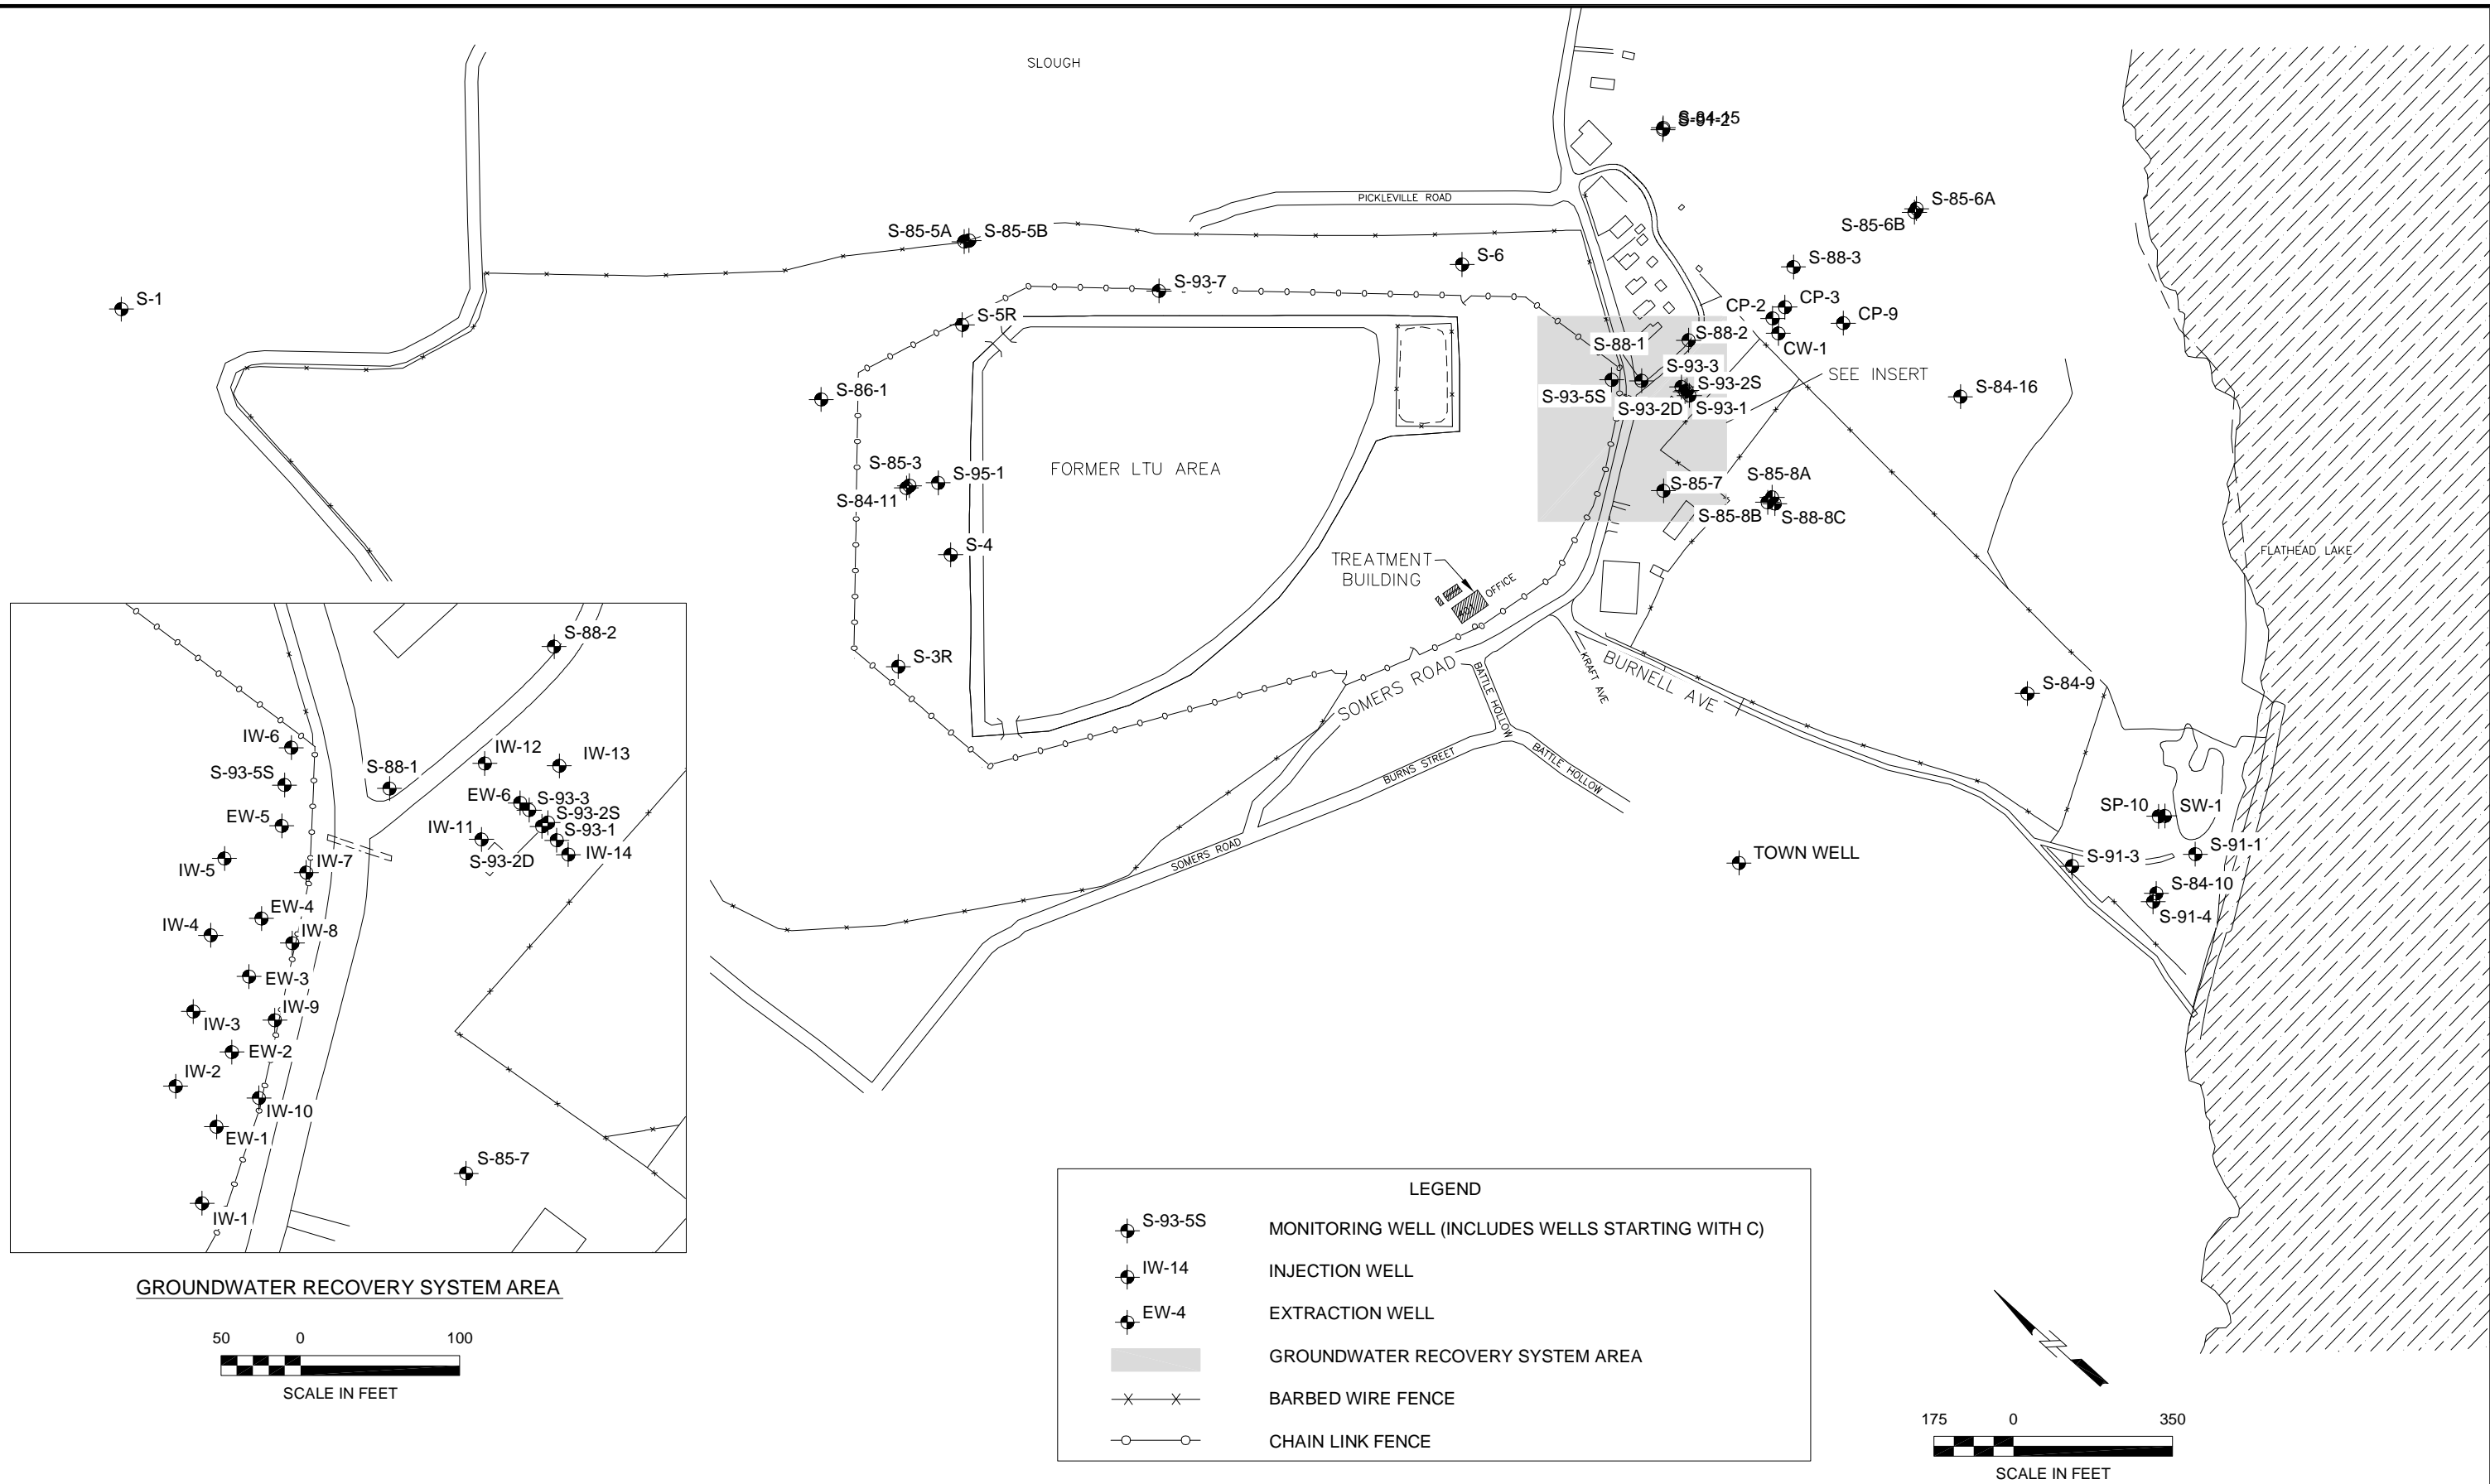 SLOUGH
S-84-15
S-91-2
PICKLEVILLE ROAD
S-85-6A
S-85-6B
S-85-5A
S-85-5B
S-6
S-88-3
S-93-7
S-1
CP-2
CP-3
CP-9
S-5R
S-88-2
S-88-1
CW-1
S-93-3
SEE INSERT
S-93-2S
S-86-1
S-93-5S
S-93-2D
S-93-1
S-84-16
S-85-3
S-95-1
FORMER LTU AREA
S-84-11
S-85-7
S-85-8A
S-85-8B
S-88-8C
S-4
TREATMENT
BUILDING
OFFICE
FLATHEAD LAKE
S-3R
SOMERS ROAD
BATTLE HOLLOW
KRAFT AVE
BURNELL AVE
S-84-9
BURNS STREET
BATTLE HOLLOW
SOMERS ROAD
TOWN WELL
SP-10
SW-1
S-91-3
S-91-1
S-84-10
S-91-4
S-88-2
IW-6
IW-12
IW-13
S-93-5S
S-88-1
EW-6
S-93-3
S-93-2S
EW-5
IW-11
S-93-1
IW-5
IW-7
S-93-2D
IW-14
EW-4
IW-4
IW-8
EW-3
IW-9
IW-3
EW-2
IW-2
IW-10
EW-1
S-85-7
IW-1
GROUNDWATER RECOVERY SYSTEM AREA
50 0 100
SCALE IN FEET
LEGEND
S-93-5S MONITORING WELL (INCLUDES WELLS STARTING WITH C)
IW-14 INJECTION WELL
EW-4 EXTRACTION WELL
GROUNDWATER RECOVERY SYSTEM AREA
BARBED WIRE FENCE
CHAIN LINK FENCE
175 0 350
SCALE IN FEET